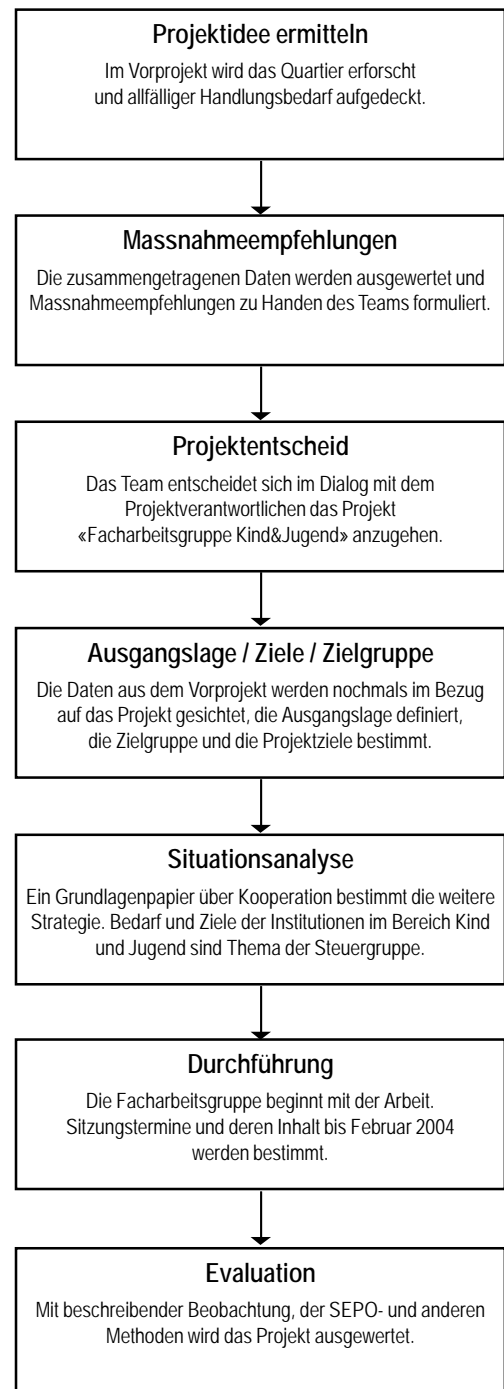 Projektidee ermitteln
Im Vorprojekt wird das Quartier erforscht
und allfälliger Handlungsbedarf aufgedeckt.
Massnahmeempfehlungen
Die zusammengetragenen Daten werden ausgewertet und
Massnahmeempfehlungen zu Handen des Teams formuliert.
Projektentscheid
Das Team entscheidet sich im Dialog mit dem
Projektverantwortlichen das Projekt
«Facharbeitsgruppe Kind&Jugend» anzugehen.
Ausgangslage / Ziele / Zielgruppe
Die Daten aus dem Vorprojekt werden nochmals im Bezug
auf das Projekt gesichtet, die Ausgangslage definiert,
die Zielgruppe und die Projektziele bestimmt.
Situationsanalyse
Ein Grundlagenpapier über Kooperation bestimmt die weitere
Strategie. Bedarf und Ziele der Institutionen im Bereich Kind
und Jugend sind Thema der Steuergruppe.
Durchführung
Die Facharbeitsgruppe beginnt mit der Arbeit.
Sitzungstermine und deren Inhalt bis Februar 2004
werden bestimmt.
Evaluation
Mit beschreibender Beobachtung, der SEPO- und anderen
Methoden wird das Projekt ausgewertet.